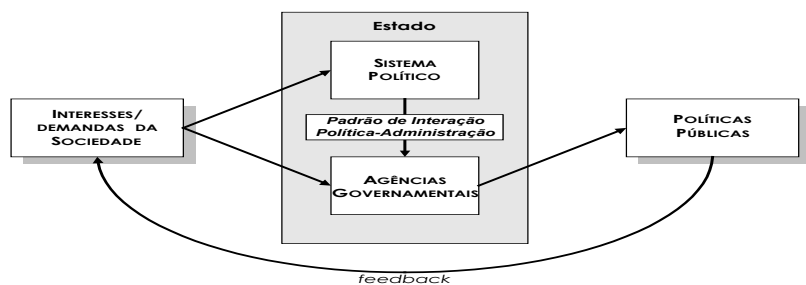 Estado
SISTEMA
POLÍTICO
INTERESSES/
DEMANDAS DA
SOCIEDADE
Padrão de Interação
Política-Administração
POLÍTICAS
PÚBLICAS
AGÊNCIAS
GOVERNAMENTAIS
feedback